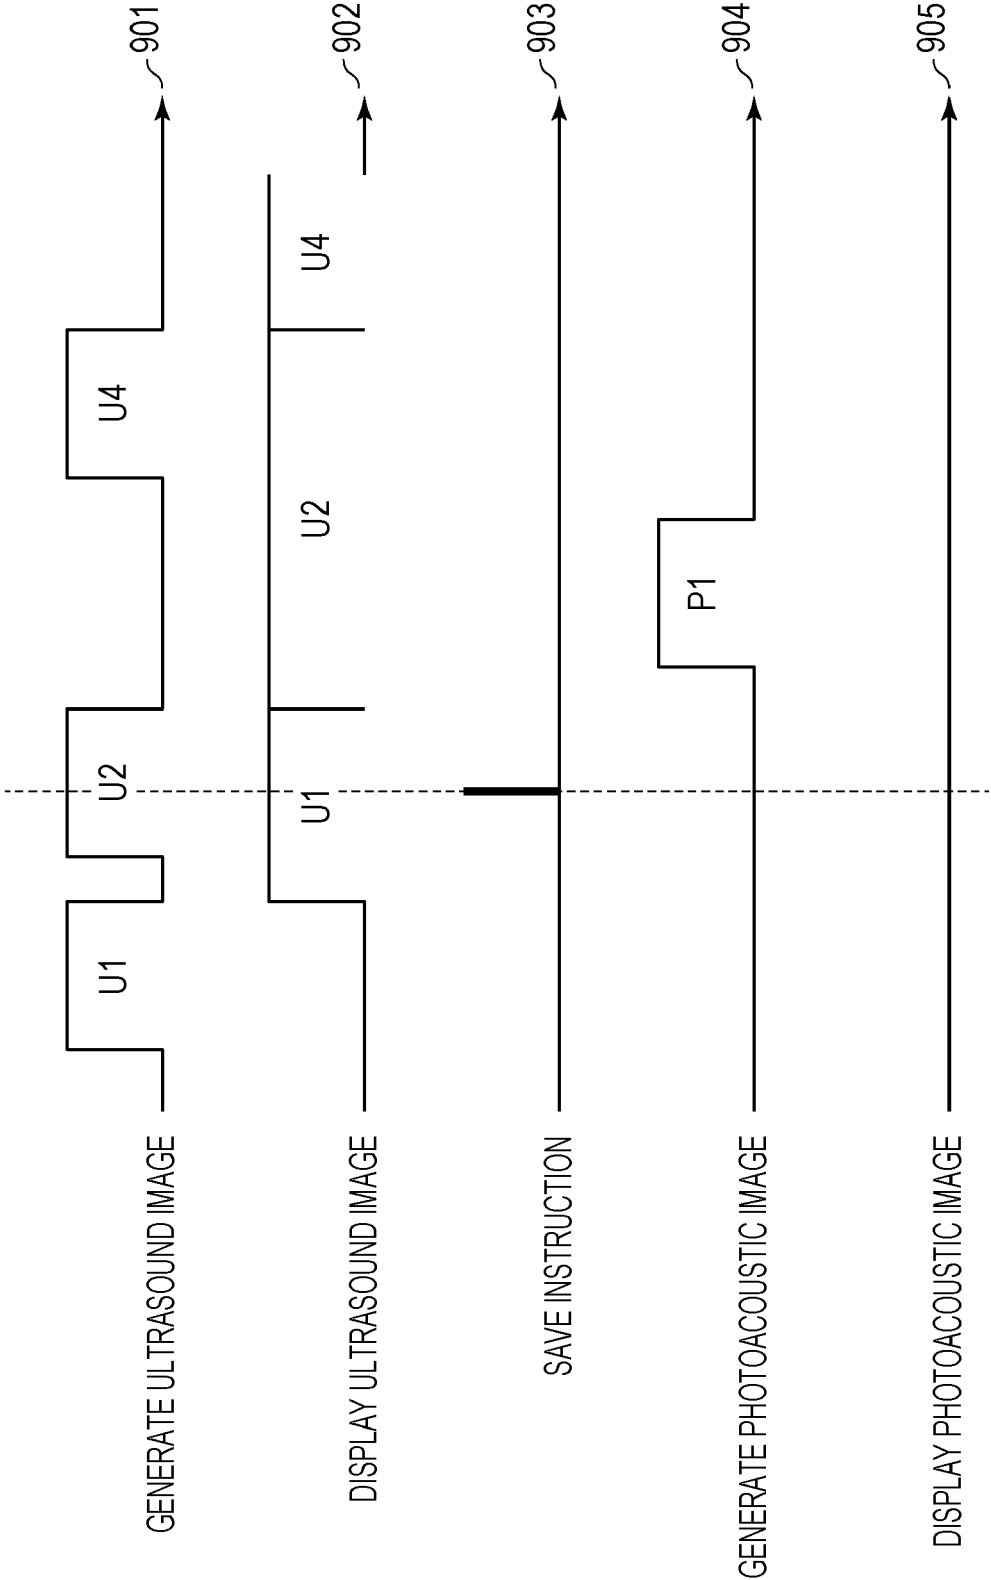 GENERATE ULTRASOUND IMAGE
U1
U2
U4
901
DISPLAY ULTRASOUND IMAGE
U1
U2
U4
902
SAVE INSTRUCTION
903
GENERATE PHOTOACOUSTIC IMAGE
P1
904
DISPLAY PHOTOACOUSTIC IMAGE
905